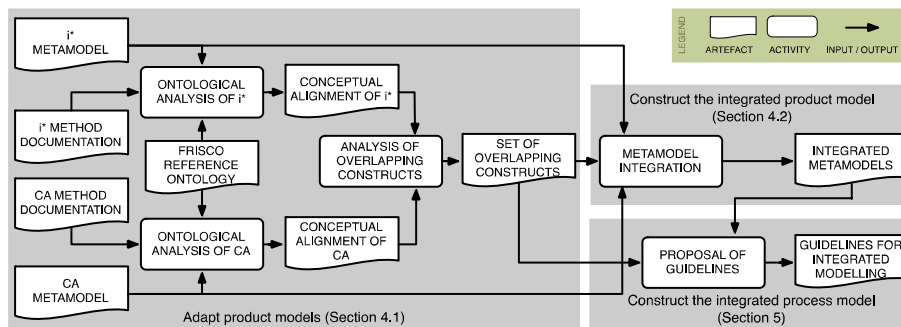 i*
METAMODEL
i* METHOD
DOCUMENTATION
CA METHOD
DOCUMENTATION
CA
METAMODEL
ONTOLOGICAL
ANALYSIS OF i*
FRISCO
REFERENCE
ONTOLOGY
ONTOLOGICAL
ANALYSIS OF CA
CONCEPTUAL
ALIGNMENT OF i*
CONCEPTUAL
ALIGNMENT OF
CA
ANALYSIS OF
OVERLAPPING
CONSTRUCTS
SET OF
OVERLAPPING
CONSTRUCTS
Adapt product models (Section 4.1)
LEGEND
ARTEFACT
ACTIVITY
INPUT / OUTPUT
Construct the integrated product model
(Section 4.2)
METAMODEL
INTEGRATION
INTEGRATED
METAMODELS
PROPOSAL OF
GUIDELINES
GUIDELINES FOR
INTEGRATED
MODELLING
Construct the integrated process model
(Section 5)